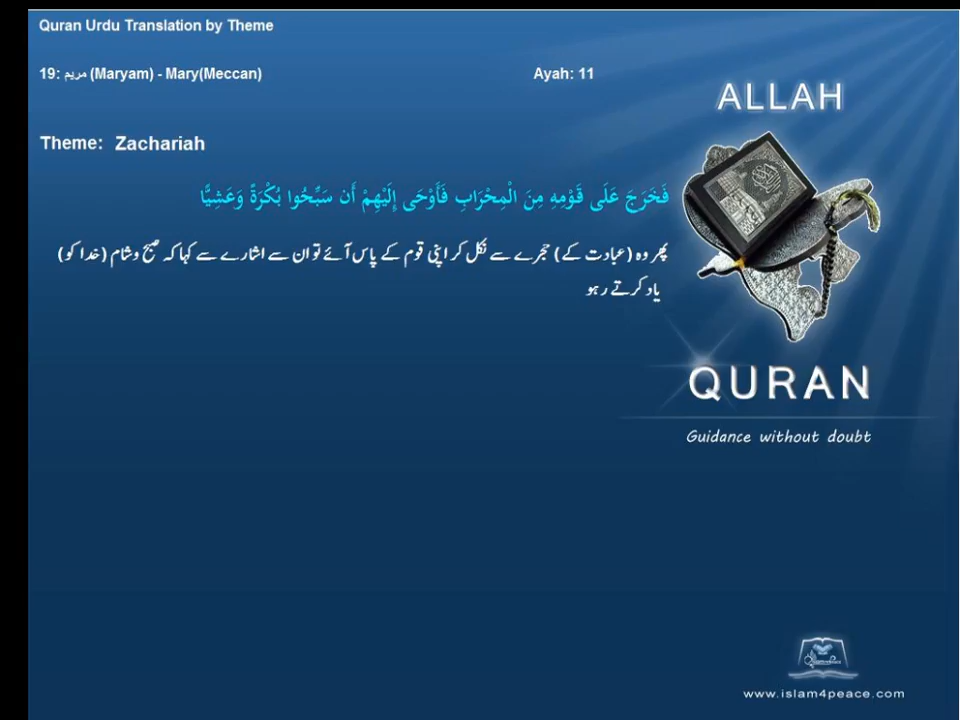 Quran Urdu Translation by Theme
19: مريم (Maryam) - Mary(Meccan) Ayah: 11
ALLAH
Theme: Zachariah
فَخَرَجَ عَلَى قَوْمِهِ مِنَ الْمِحْرَابِ فَأَوْحَى إِلَيْهِمْ أَن سَبِّحُوا بُكْرَةً وَعَشِيًّا
پھر وہ (عبادت کے) حجرے سے نکل کر اپنی قوم کے پاس آئے تو ان سے اشارے سے کہا کہ صبح وشام (خدا کو)
یاد کرتے رہو
QURAN
Guidance without doubt
www.islam4peace.com